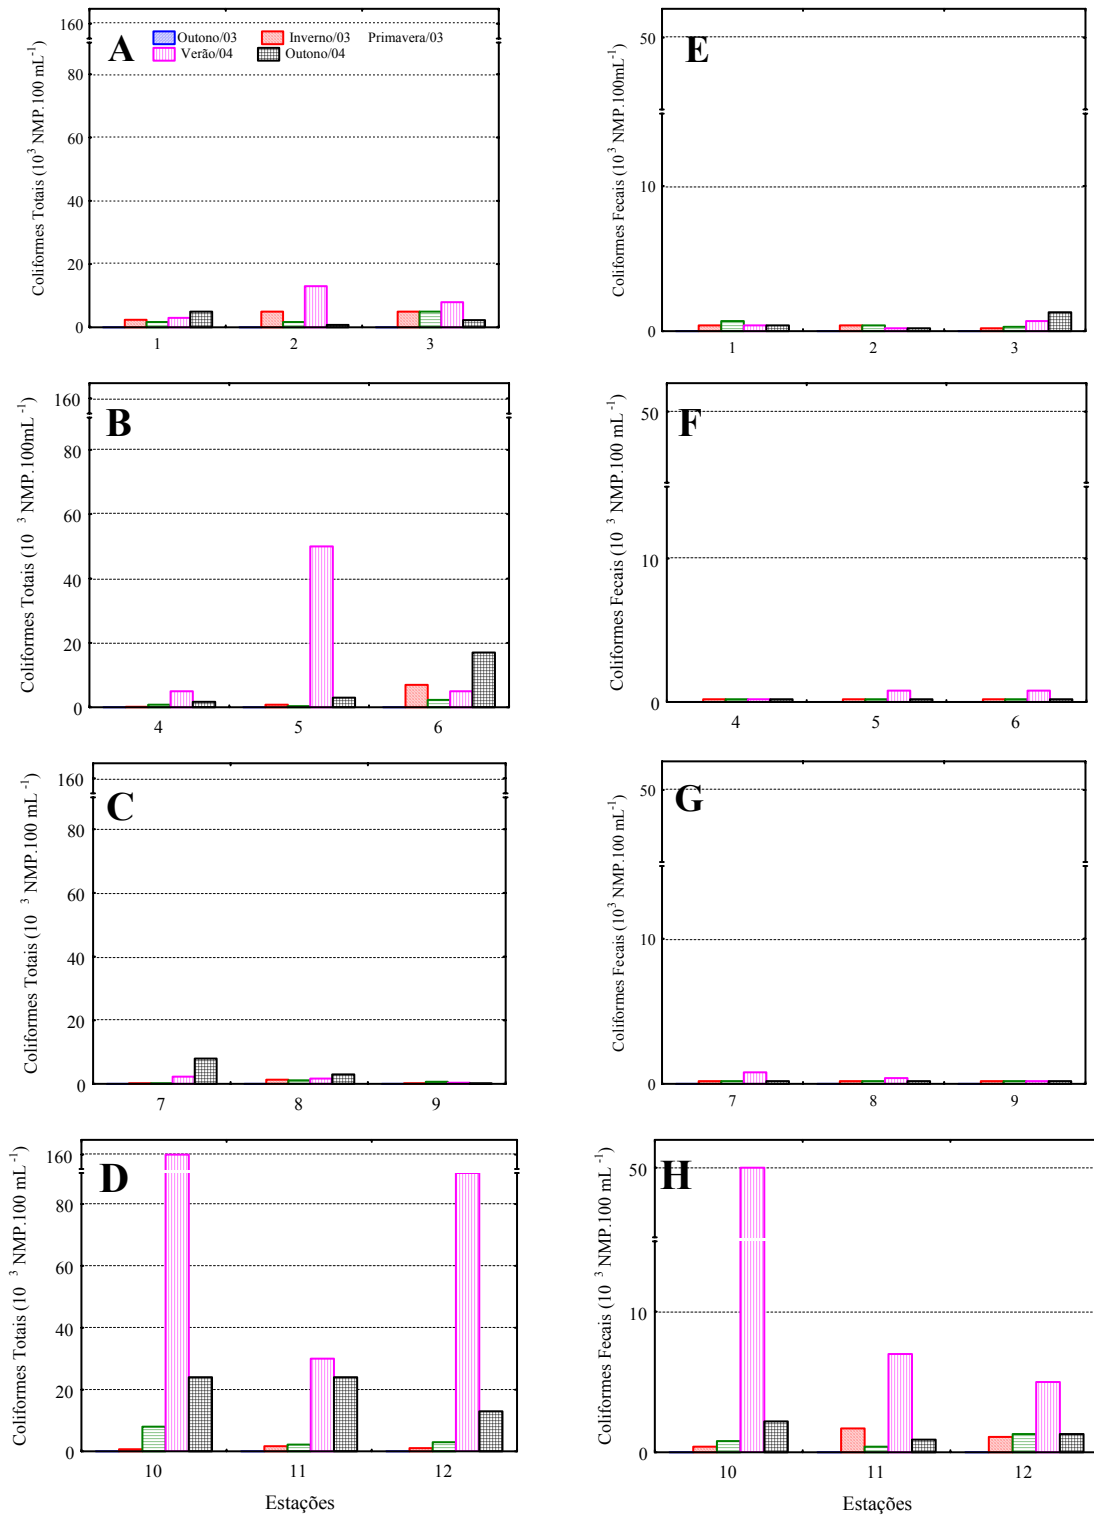 A
Outono/03 Inverno/03 Primavera/03
Verão/04 Outono/04
Coliformes Totais (10³ NMP.100 mL⁻¹)
160
80
60
40
20
0
1 2 3
E
Coliformes Fecais (10³ NMP.100mL⁻¹)
50
10
0
1 2 3
B
Coliformes Totais (10 ³ NMP.100mL⁻¹)
160
80
60
40
20
0
4 5 6
F
Coliformes Fecais (10 ³ NMP.100 mL⁻¹)
50
10
0
4 5 6
C
Coliformes Totais (10 ³ NMP.100 mL⁻¹)
160
80
60
40
20
0
7 8 9
G
Coliformes Fecais (10³ NMP.100 mL⁻¹)
50
10
0
7 8 9
D
Coliformes Totais (10 ³ NMP.100 mL⁻¹)
160
80
60
40
20
0
10 11 12
Estações
H
Coliformes Fecais (10 ³ NMP.100 mL⁻¹)
50
10
0
10 11 12
Estações